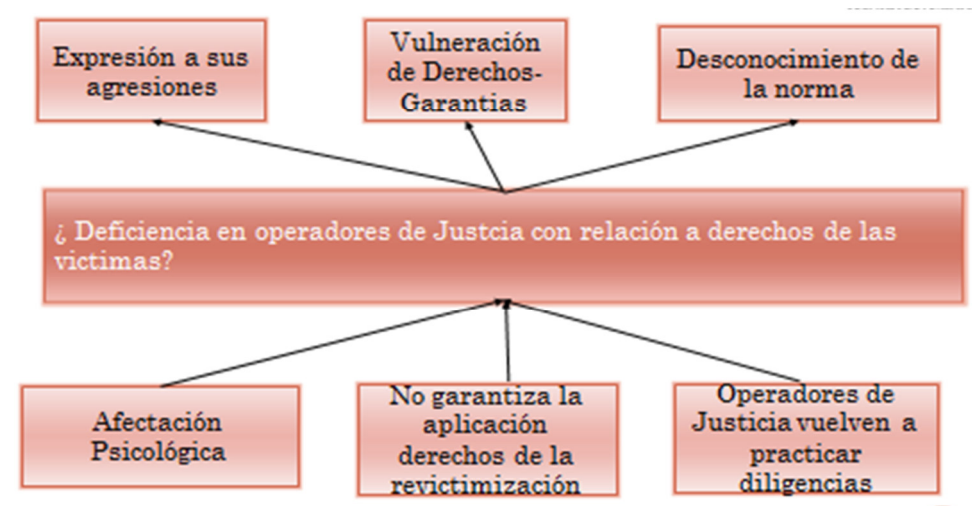 Expresión a sus
agresiones
Vulneración
de Derechos-
Garantias
Desconocimiento de
la norma
¿ Deficiencia en operadores de Justcia con relación a derechos de las
victimas?
Afectación
Psicológica
No garantiza la
aplicación
derechos de la
revictimización
Operadores de
Justicia vuelven a
practicar
diligencias